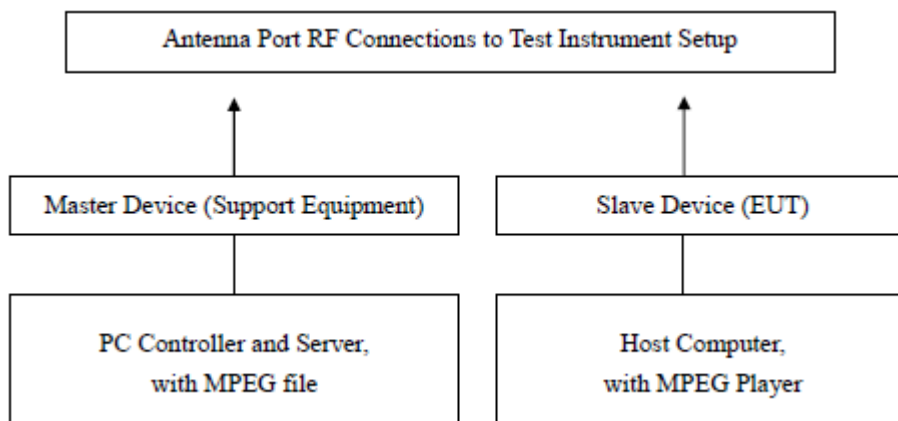 Antenna Port RF Connections to Test Instrument Setup
Master Device (Support Equipment)
Slave Device (EUT)
PC Controller and Server,
with MPEG file
Host Computer,
with MPEG Player